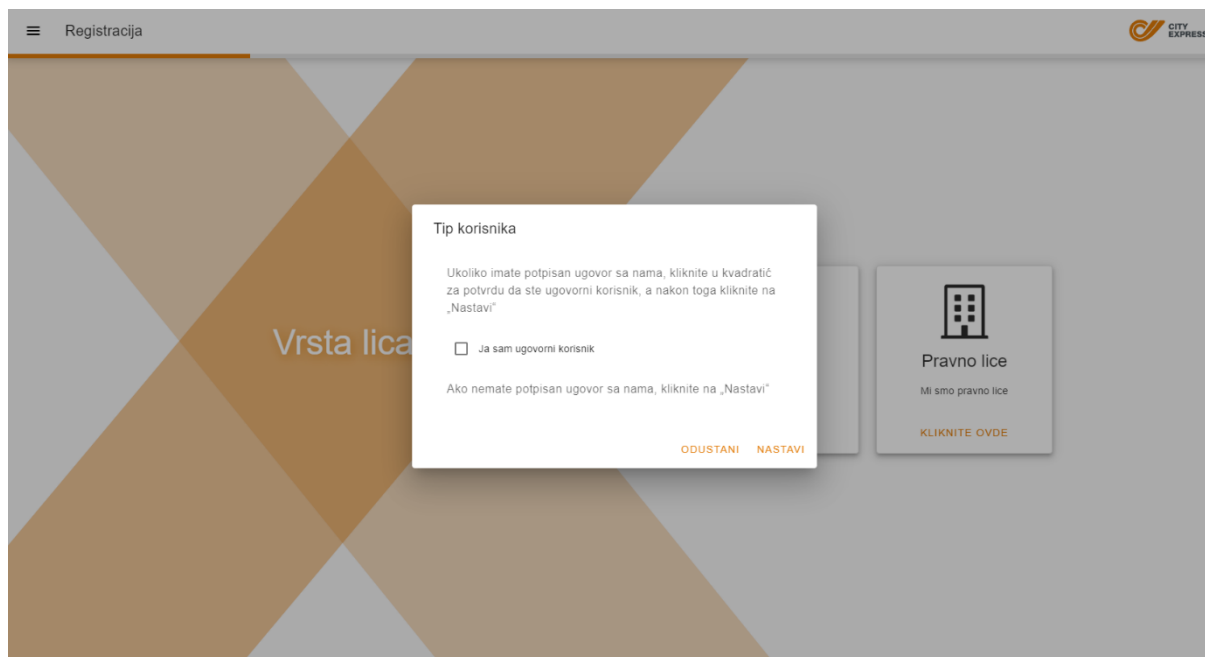 Registracija
CITY
EXPRESS
Tip korisnika
Ukoliko imate potpisan ugovor sa nama, kliknite u kvadratić
za potvrdu da ste ugovorni korisnik, a nakon toga kliknite na
„Nastavi“
Ja sam ugovorni korisnik
Ako nemate potpisan ugovor sa nama, kliknite na „Nastavi“
ODUSTANI NASTAVI
Vrsta lica
Pravno lice
Mi smo pravno lice
KLIKNITE OVDE